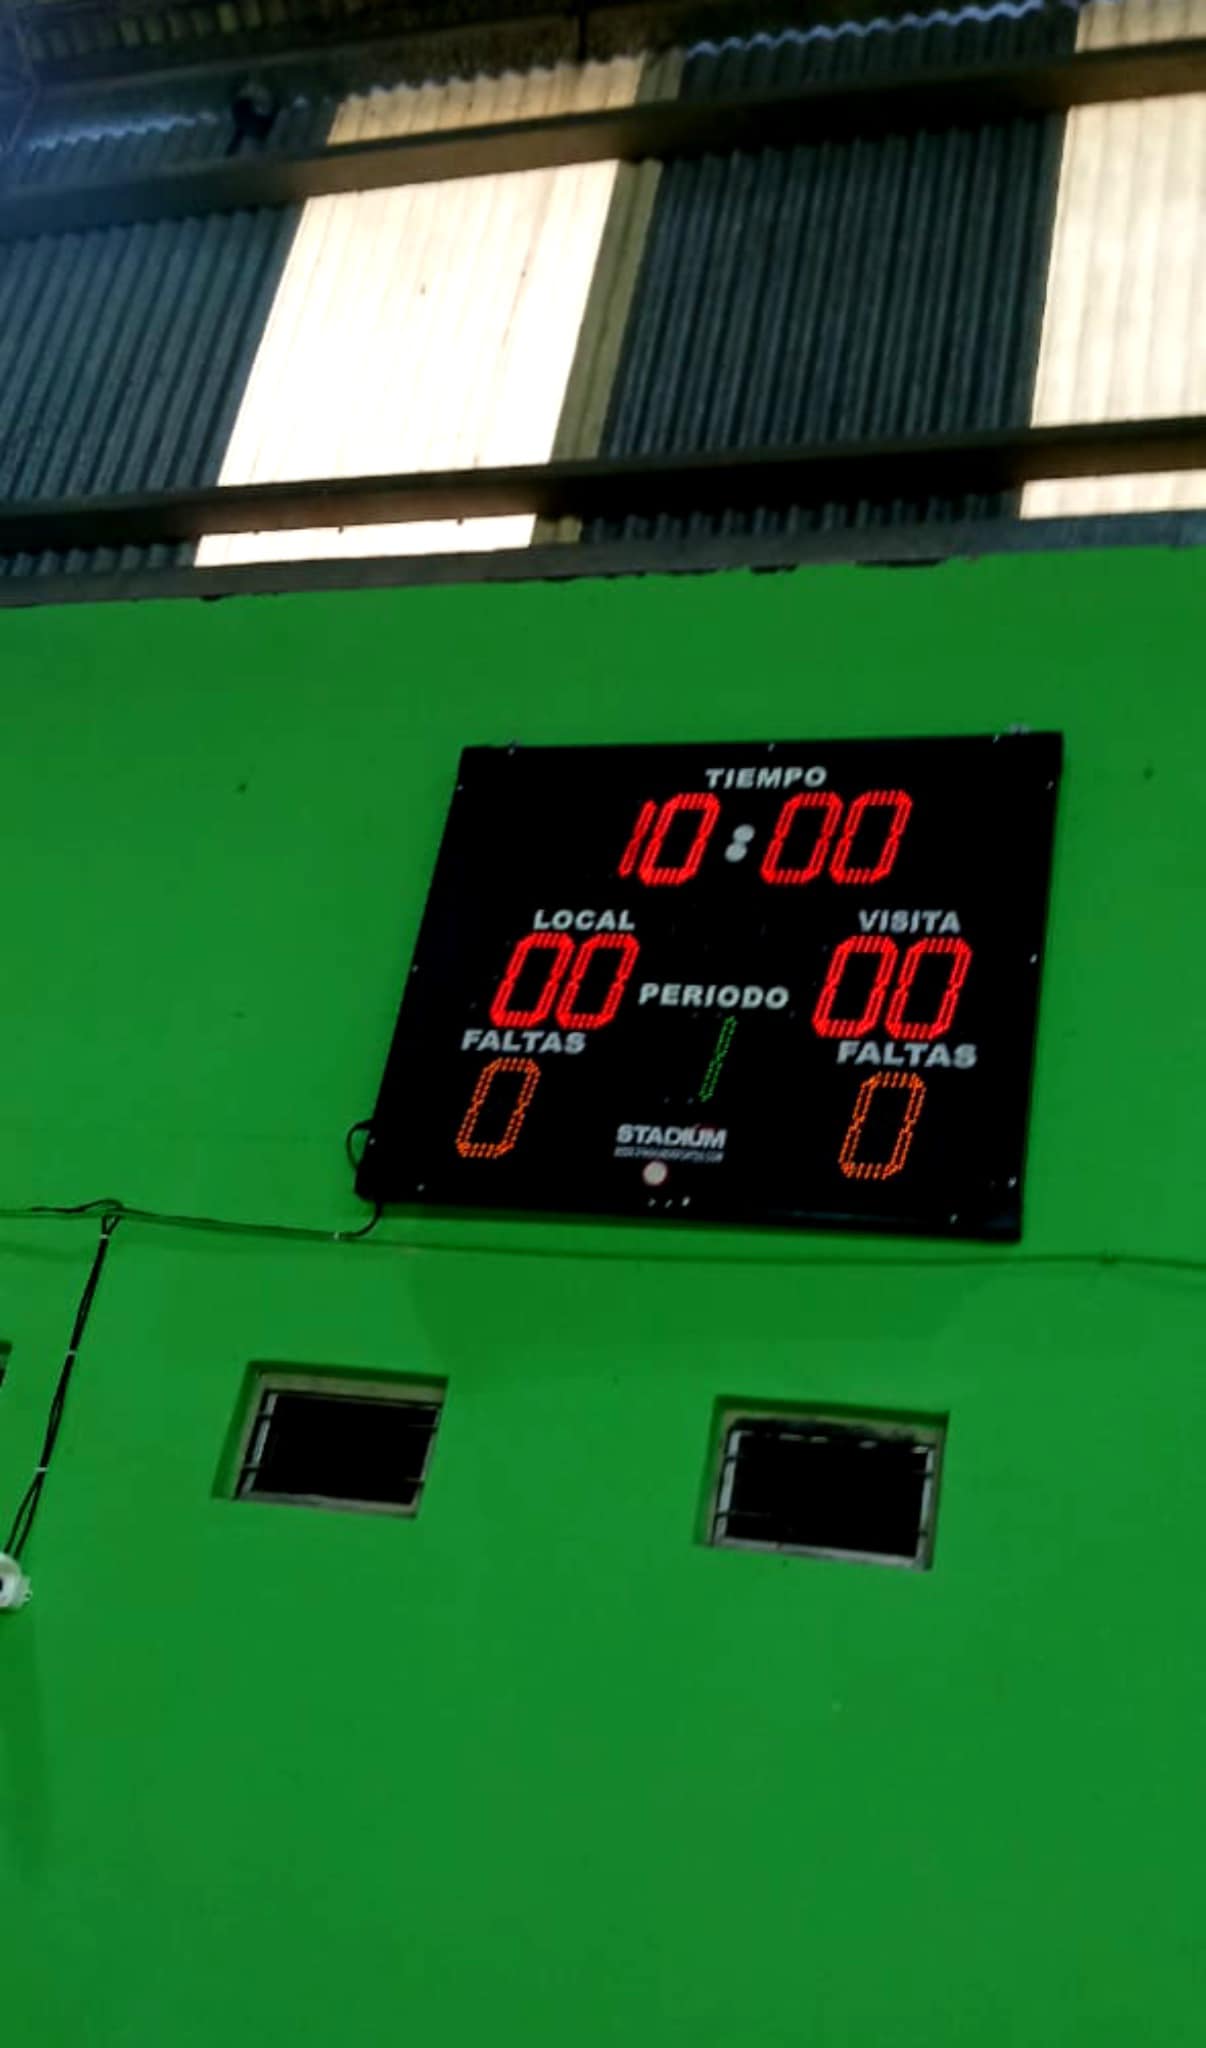 TIEMPO
10:00
LOCAL VISITA
00 00
PERIODO
FALTAS FALTAS
0 1 0
STADIUM